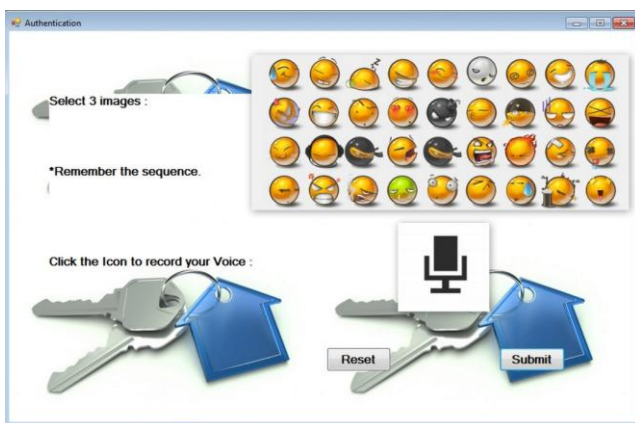 Authentication
Select 3 images :
*Remember the sequence.
Click the Icon to record your Voice :
Reset
Submit